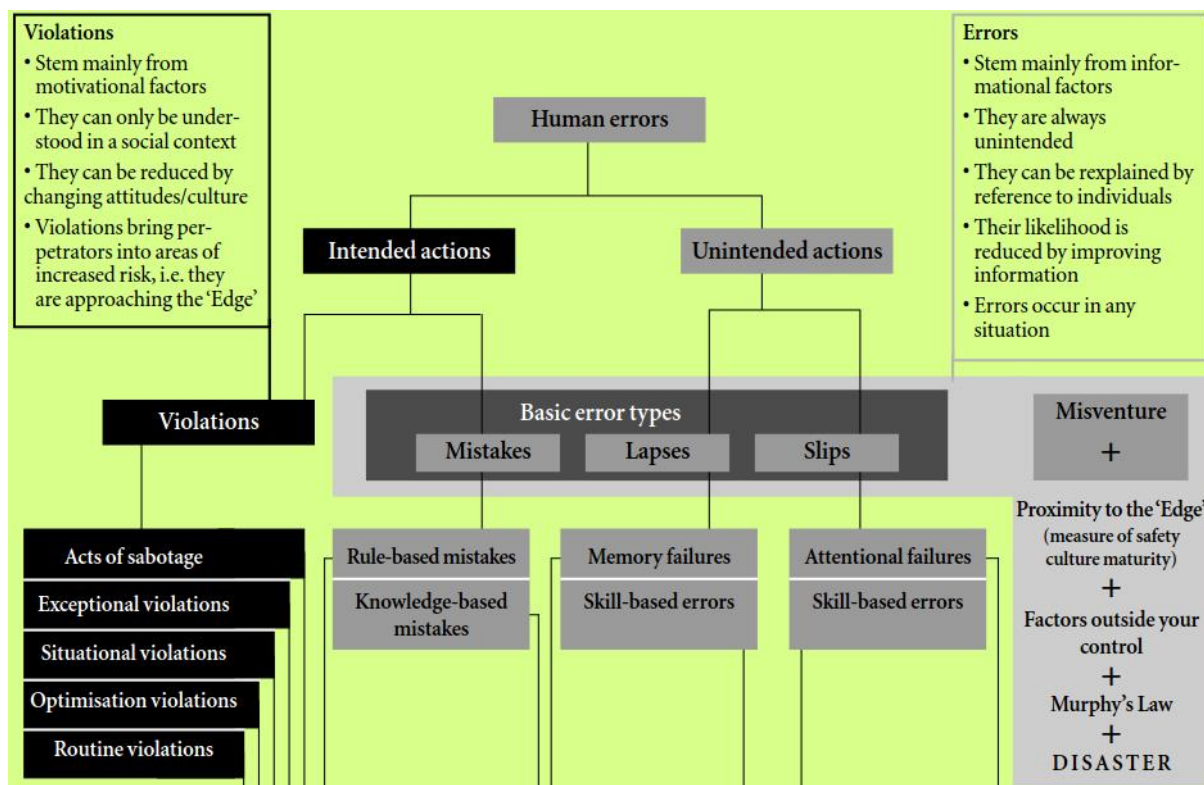 Violations
• Stem mainly from
motivational factors
• They can only be under-
stood in a social context
• They can be reduced by
changing attitudes/culture
• Violations bring per-
petrators into areas of
increased risk, i.e. they
are approaching the ‘Edge’
Errors
• Stem mainly from infor-
mational factors
• They are always
unintended
• They can be rexplained by
reference to individuals
• Their likelihood is
reduced by improving
information
• Errors occur in any
situation
Human errors
Intended actions
Unintended actions
Violations
Basic error types
Mistakes
Lapses
Slips
Misventure
+
Proximity to the ‘Edge’
(measure of safety
culture maturity)
+
Factors outside your
control
+
Murphy’s Law
+
DISASTER
Acts of sabotage
Exceptional violations
Situational violations
Optimisation violations
Routine violations
Rule-based mistakes
Knowledge-based
mistakes
Memory failures
Skill-based errors
Attentional failures
Skill-based errors